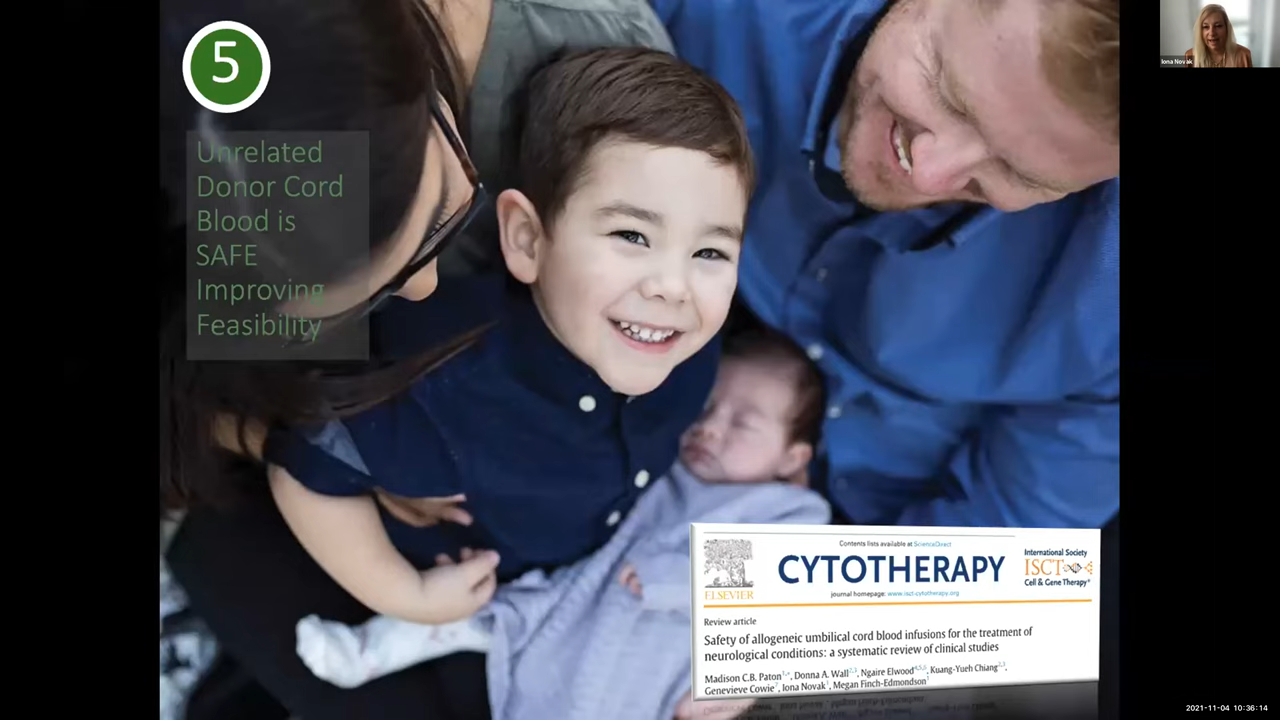 5
Unrelated
Donor Cord
Blood is
SAFE
Improving
Feasibility
Iona Novak
Contents lists available at ScienceDirect
CYTOTHERAPY
journal homepage: www.isct-cytotherapy.org
ELSEVIER
International Society
ISCT
Cell & Gene Therapy®
Review article
Safety of allogeneic umbilical cord blood infusions for the treatment of
neurological conditions: a systematic review of clinical studies
Madison C.B. Paton, Donna A. Wall, Ngaire Elwood, Kuang-Yueh Chiang,
Genevieve Cowie, Iona Novak, Megan Finch-Edmondson
2021-11-04 10:36:14